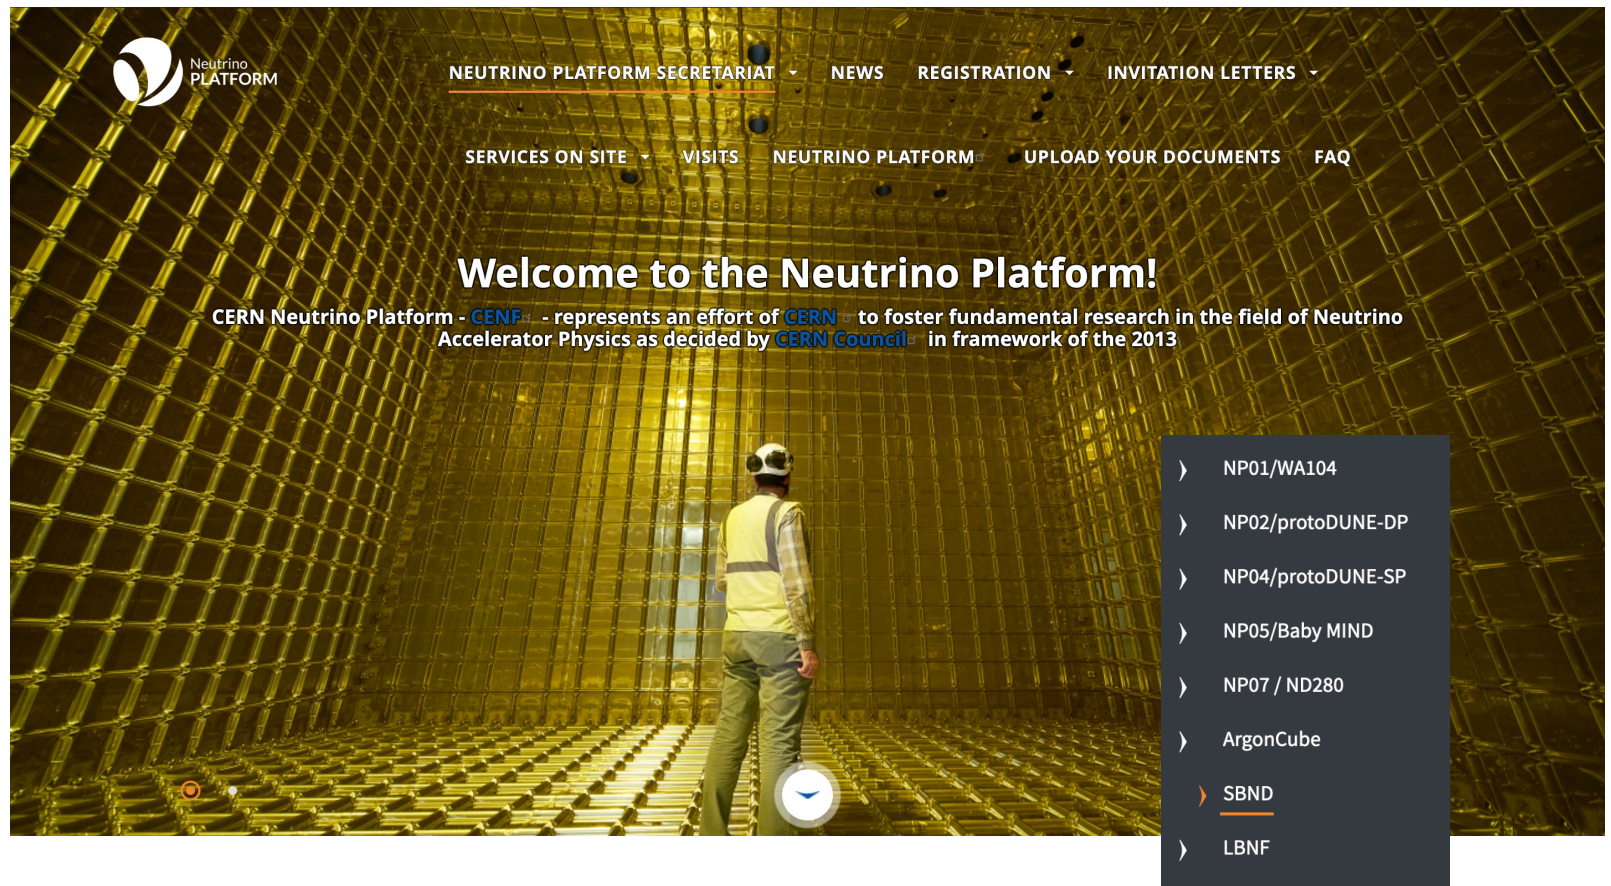 Neutrino
PLATFORM
NEUTRINO PLATFORM SECRETARIAT
NEWS
REGISTRATION
INVITATION LETTERS
SERVICES ON SITE
VISITS
NEUTRINO PLATFORM
UPLOAD YOUR DOCUMENTS
FAQ
Welcome to the Neutrino Platform!
CERN Neutrino Platform - CENF - represents an effort of CERN to foster fundamental research in the field of Neutrino
Accelerator Physics as decided by CERN Council in framework of the 2013
NP01/WA104
NP02/protoDUNE-DP
NP04/protoDUNE-SP
NP05/Baby MIND
NP07 / ND280
ArgonCube
SBND
LBNF